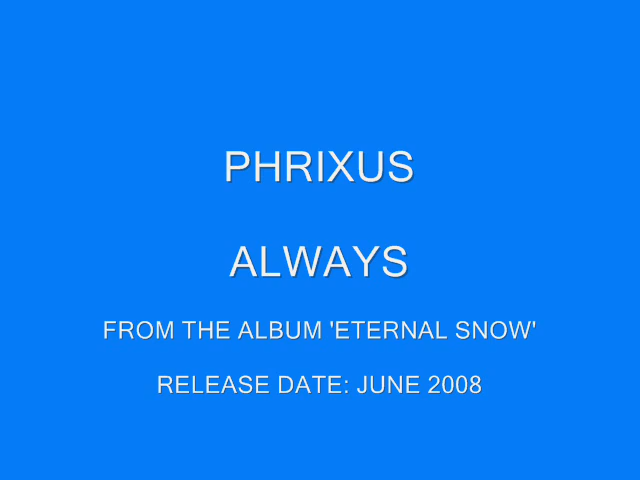 PHRIXUS
ALWAYS
FROM THE ALBUM 'ETERNAL SNOW'
RELEASE DATE: JUNE 2008